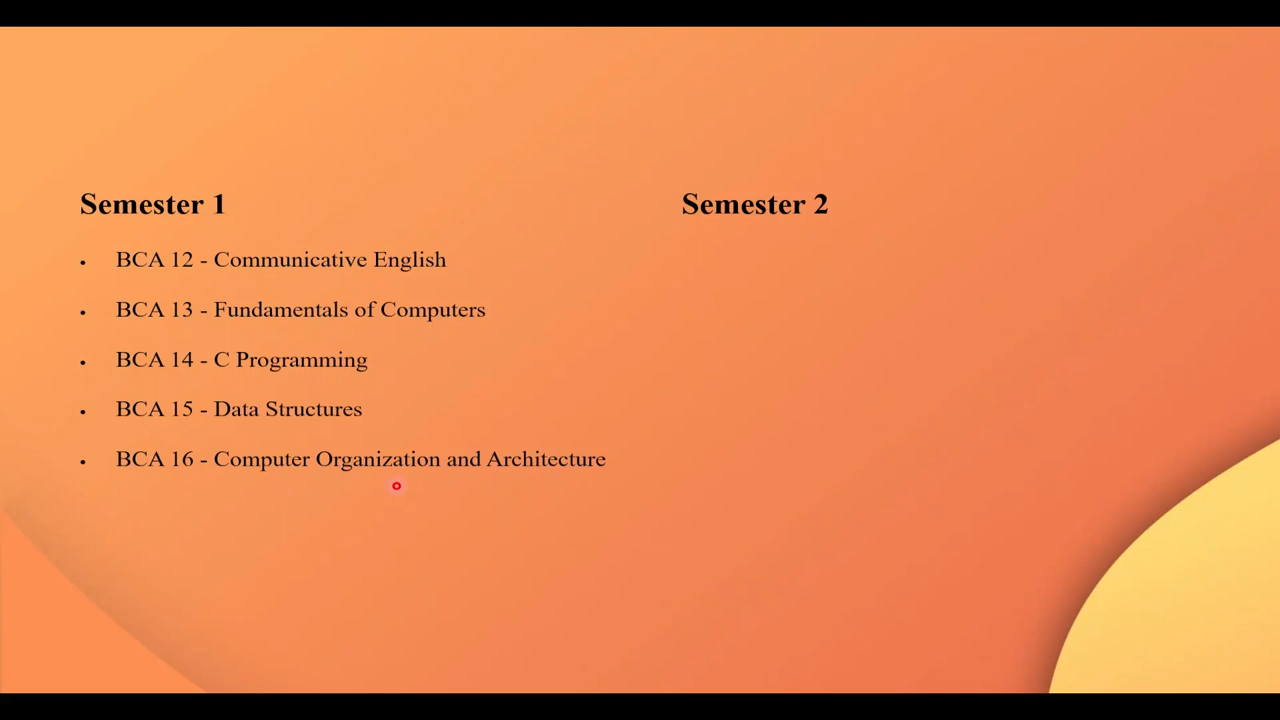 Semester 1
Semester 2
BCA 12 - Communicative English
BCA 13 - Fundamentals of Computers
BCA 14 - C Programming
BCA 15 - Data Structures
BCA 16 - Computer Organization and Architecture